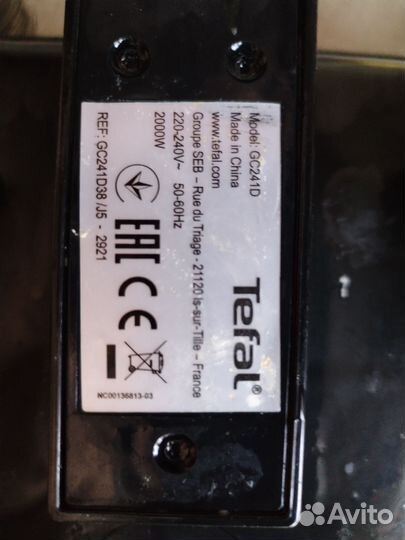 Tefal®
Model: GC241D
Made in China
www.tefal.com
Groupe SEB – Rue du Triage - 21120 Is-sur-Tille – France
220-240V~ 50-60Hz
2000W
EAC CE
REF: GC241D38 /J5 - 2921
NC00136813-03
Avito